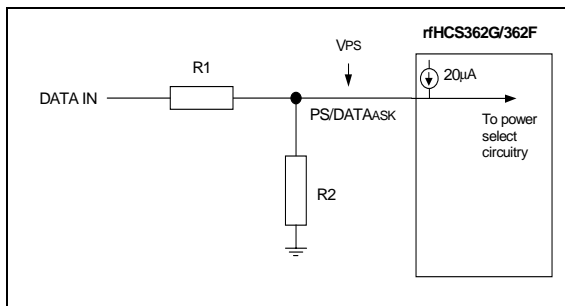 rfHCS362G/362F
VPS
20µA
R1
DATA IN
PS/DATAASK
To power
select
circuitry
R2